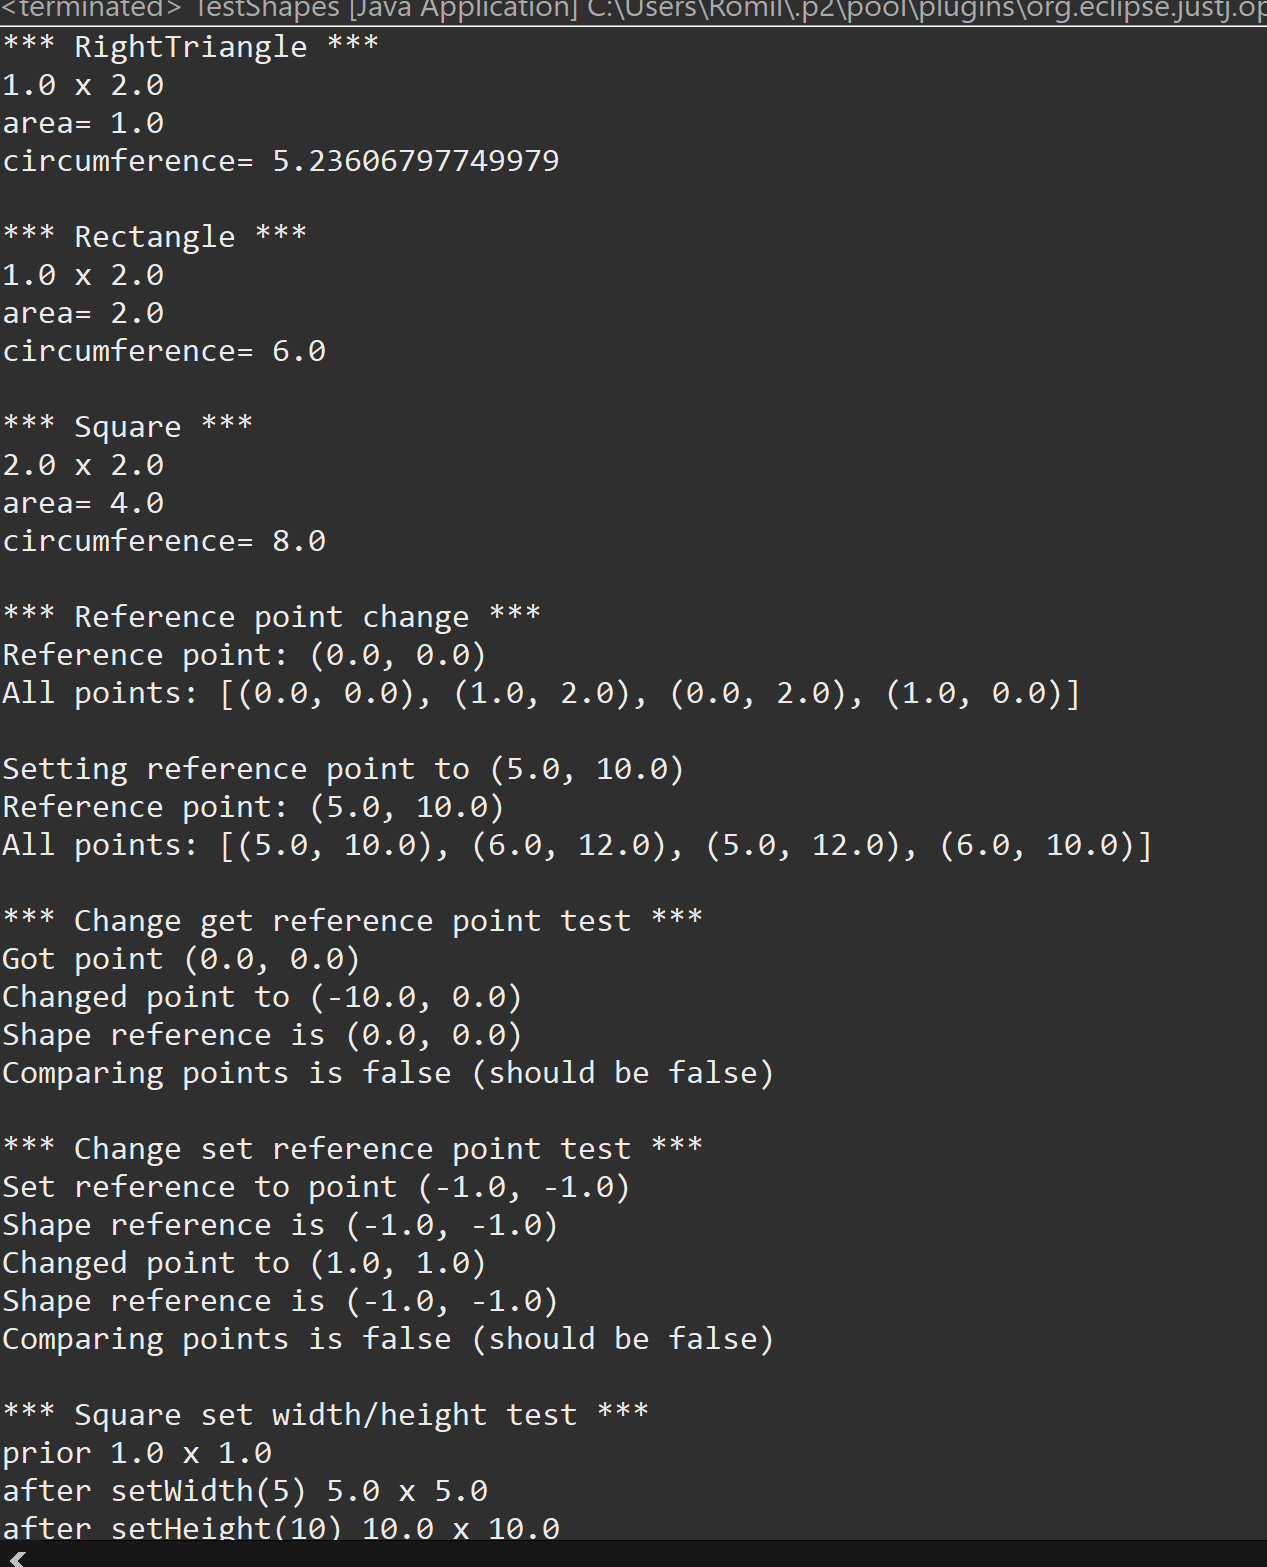 <terminated> TestShapes [Java Application] C:\Users\Romil\.p2\pool\plugins\org.eclipse.justj.op
*** RightTriangle ***
1.0 x 2.0
area= 1.0
circumference= 5.23606797749979
*** Rectangle ***
1.0 x 2.0
area= 2.0
circumference= 6.0
*** Square ***
2.0 x 2.0
area= 4.0
circumference= 8.0
*** Reference point change ***
Reference point: (0.0, 0.0)
All points: [(0.0, 0.0), (1.0, 2.0), (0.0, 2.0), (1.0, 0.0)]
Setting reference point to (5.0, 10.0)
Reference point: (5.0, 10.0)
All points: [(5.0, 10.0), (6.0, 12.0), (5.0, 12.0), (6.0, 10.0)]
*** Change get reference point test ***
Got point (0.0, 0.0)
Changed point to (-10.0, 0.0)
Shape reference is (0.0, 0.0)
Comparing points is false (should be false)
*** Change set reference point test ***
Set reference to point (-1.0, -1.0)
Shape reference is (-1.0, -1.0)
Changed point to (1.0, 1.0)
Shape reference is (-1.0, -1.0)
Comparing points is false (should be false)
*** Square set width/height test ***
prior 1.0 x 1.0
after setWidth(5) 5.0 x 5.0
after setHeight(10) 10.0 x 10.0